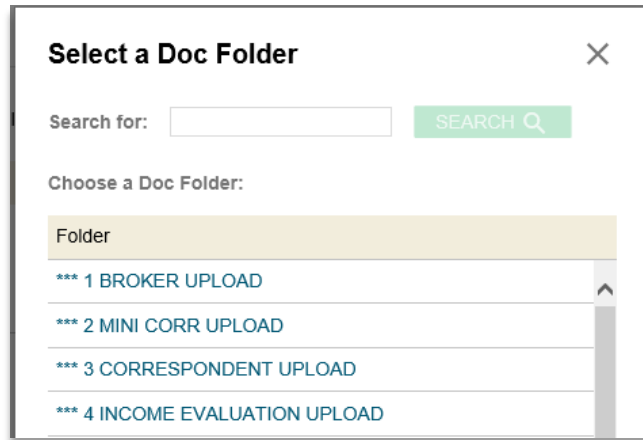 Select a Doc Folder
Search for: SEARCH
Choose a Doc Folder:
Folder
*** 1 BROKER UPLOAD
*** 2 MINI CORR UPLOAD
*** 3 CORRESPONDENT UPLOAD
*** 4 INCOME EVALUATION UPLOAD